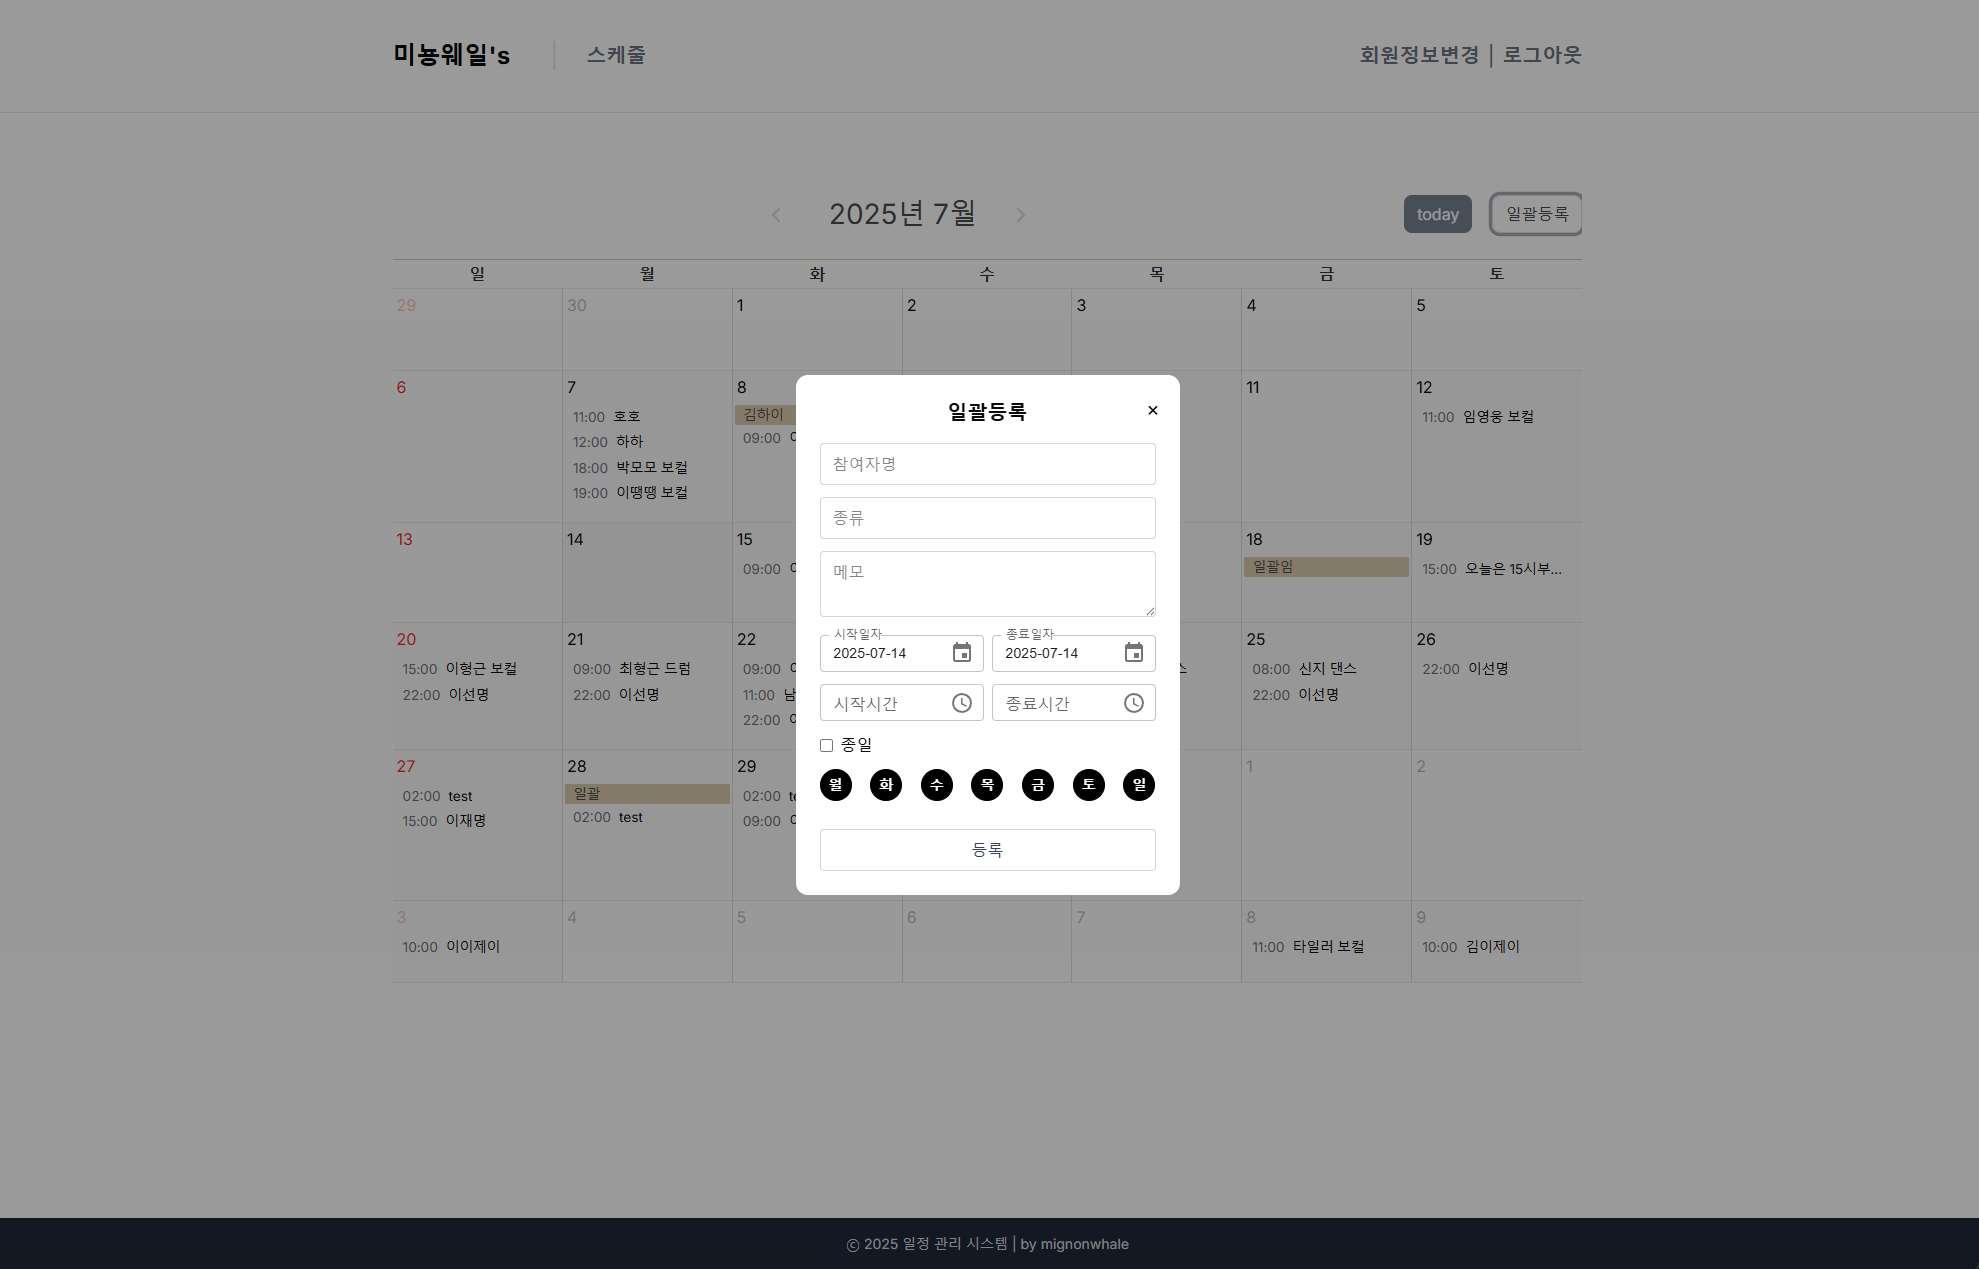 미뇽웨일's 스케줄 회원정보변경 | 로그아웃
2025년 7월 today 일괄등록
일 월 화 수 목 금 토
29 30 1 2 3 4 5
6 7 8 11 12
11:00 호호
12:00 하하
18:00 박모모 보컬
19:00 이땡땡 보컬
김하이
09:00
11:00 임영웅 보컬
13 14 15 18 19
09:00
일괄임
15:00 오늘은 15시부...
20 21 22 25 26
15:00 이형근 보컬
22:00 이선명
09:00 최형근 드럼
22:00 이선명
09:00
11:00 남
22:00
08:00 신지 댄스
22:00 이선명
22:00 이선명
27 28 29 1 2
02:00 test
15:00 이재명
일괄
02:00 test
02:00
09:00
3 4 5 6 7 8 9
10:00 이이제이
11:00 타일러 보컬
10:00 김이제이
일괄등록 ×
참여자명
종류
메모
시작일자 종료일자
2025-07-14 2025-07-14
시작시간 종료시간
종일
월 화 수 목 금 토 일
등록
© 2025 일정 관리 시스템 | by mignonwhale